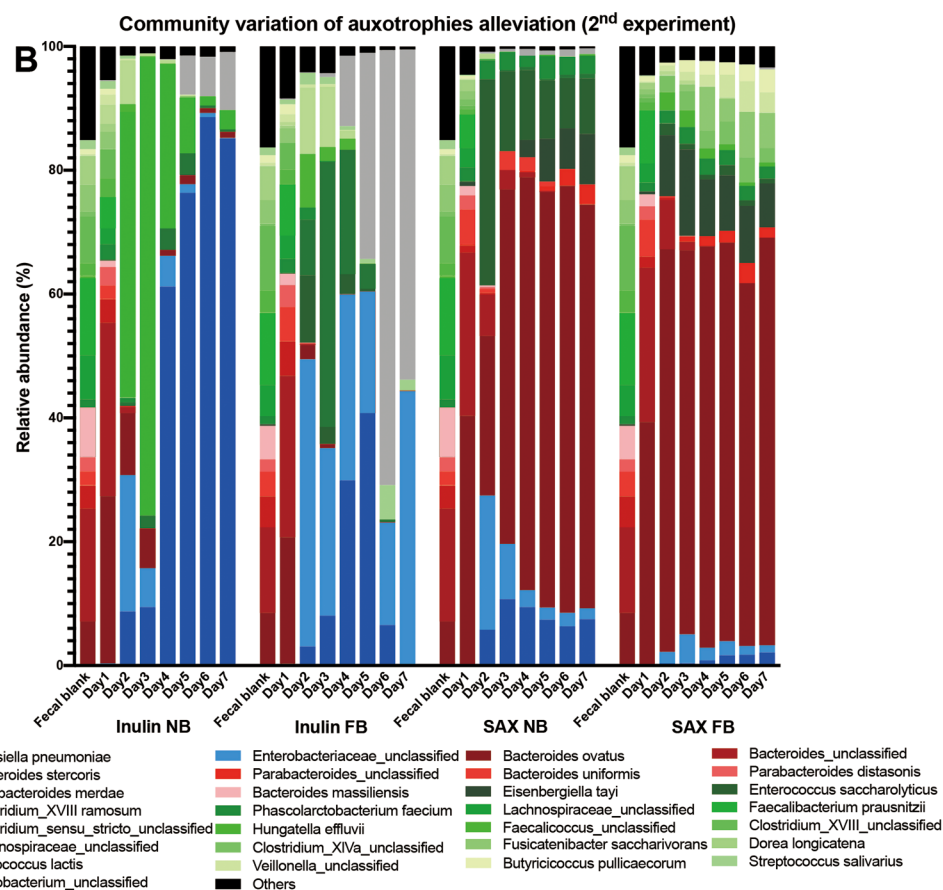 Community variation of auxotrophies alleviation (2nd experiment)
B
Relative abundance (%)
100
80
60
40
20
0
Fecal blank Day1 Day2 Day3 Day4 Day5 Day6 Day7
Fecal blank Day1 Day2 Day3 Day4 Day5 Day6 Day7
Fecal blank Day1 Day2 Day3 Day4 Day5 Day6 Day7
Fecal blank Day1 Day2 Day3 Day4 Day5 Day6 Day7
Inulin NB Inulin FB SAX NB SAX FB
siella pneumoniae Enterobacteriaceae_unclassified Bacteroides ovatus Bacteroides_unclassified
eroides stercoris Parabacteroides_unclassified Bacteroides uniformis Parabacteroides distasonis
bacteroides merdae Bacteroides massiliensis Eisenbergiella tayi Enterococcus saccharolyticus
ridium_XVIII ramosum Phascolarctobacterium faecium Lachnospiraceae_unclassified Faecalibacterium prausnitzii
ridium_sensu_stricto_unclassified Hungatella effluvii Faecalicoccus_unclassified Clostridium_XVIII_unclassified
nospiraceae_unclassified Clostridium_XIVa_unclassified Fusicatenibacter saccharivorans Dorea longicatena
ococcus lactis Veillonella_unclassified Butyricicoccus pullicaecorum Streptococcus salivarius
obacterium_unclassified Others